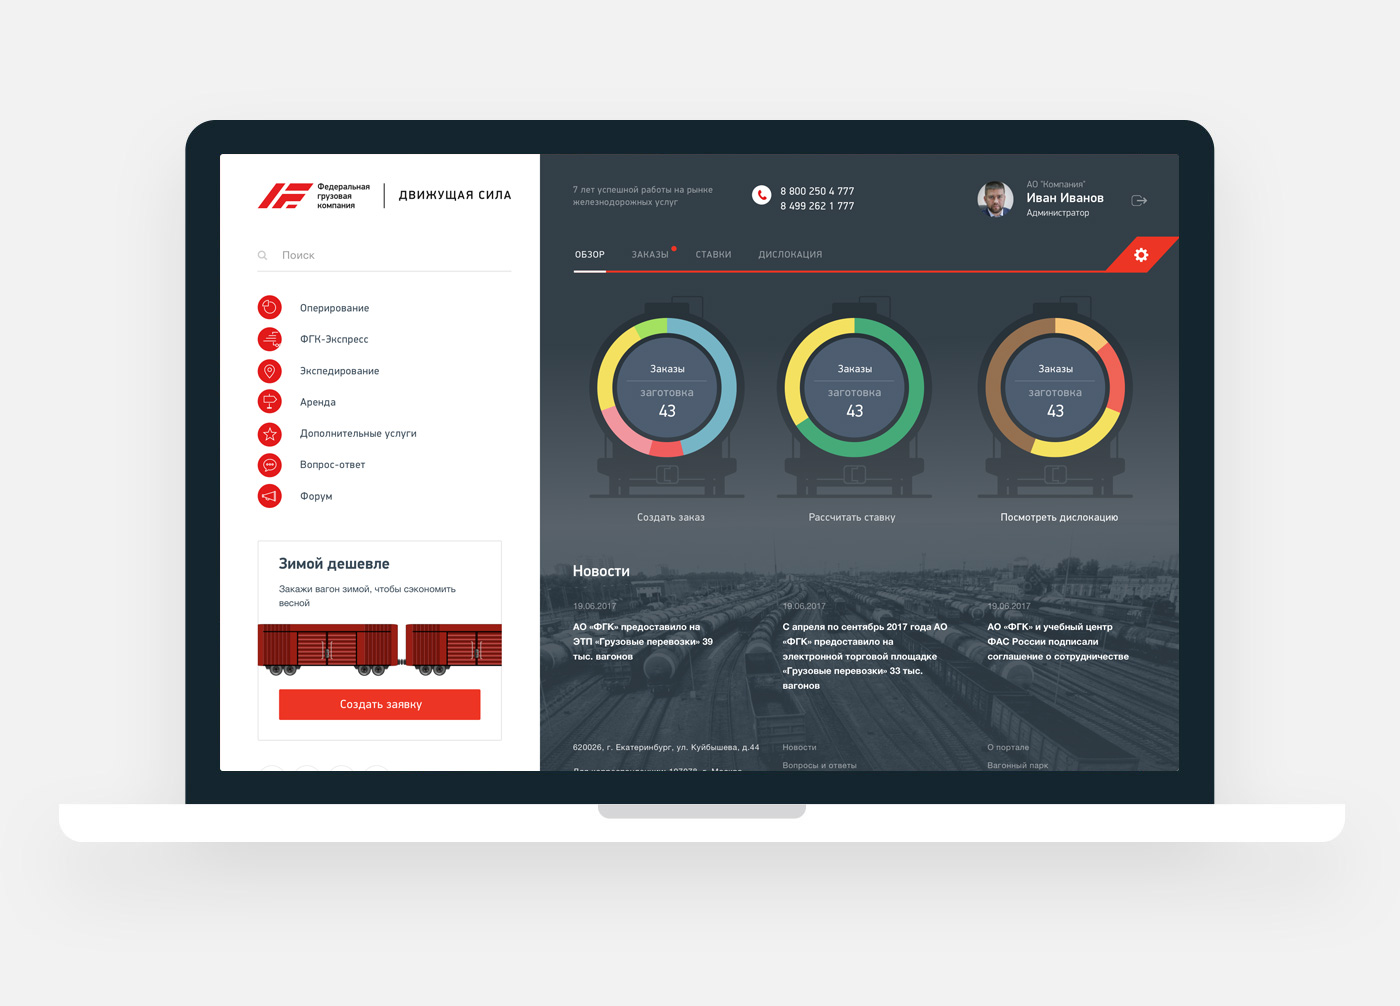 Федеральная
грузовая
компания
ДВИЖУЩАЯ СИЛА
Поиск
Оперирование
ФГК-Экспресс
Экспедирование
Аренда
Дополнительные услуги
Вопрос-ответ
Форум
Зимой дешевле
Закажи вагон зимой, чтобы сэкономить
весной
Создать заявку
7 лет успешной работы на рынке
железнодорожных услуг
8 800 250 4 777
8 499 262 1 777
АО "Компания"
Иван Иванов
Администратор
ОБЗОР
ЗАКАЗЫ
СТАВКИ
ДИСЛОКАЦИЯ
Заказы
заготовка
43
Создать заказ
Заказы
заготовка
43
Рассчитать ставку
Заказы
заготовка
43
Посмотреть дислокацию
Новости
19.06.2017
АО «ФГК» предоставило на
ЭТП «Грузовые перевозки» 39
тыс. вагонов
19.06.2017
С апреля по сентябрь 2017 года АО
«ФГК» предоставило на
электронной торговой площадке
«Грузовые перевозки» 33 тыс.
вагонов
19.06.2017
АО «ФГК» и учебный центр
ФАС России подписали
соглашение о сотрудничестве
620026, г. Екатеринбург, ул. Куйбышева, д.44
Новости
Вопросы и ответы
О портале
Вагонный парк